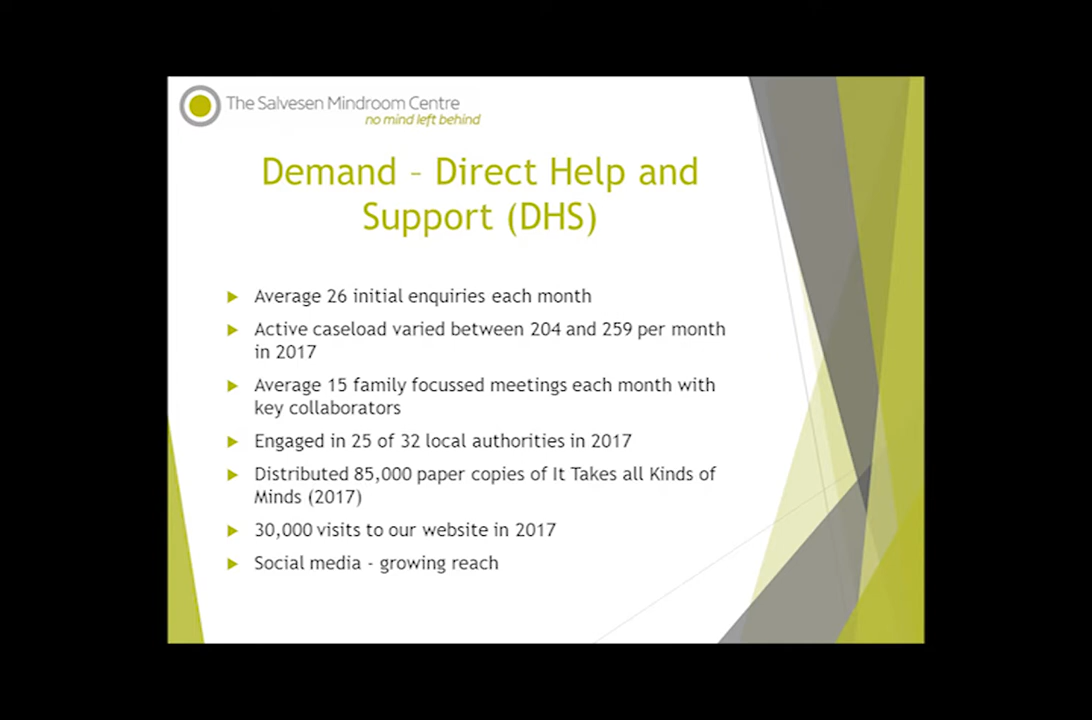 The Salvesen Mindroom Centre
no mind left behind
Demand – Direct Help and
Support (DHS)
Average 26 initial enquiries each month
Active caseload varied between 204 and 259 per month
in 2017
Average 15 family focussed meetings each month with
key collaborators
Engaged in 25 of 32 local authorities in 2017
Distributed 85,000 paper copies of It Takes all Kinds of
Minds (2017)
30,000 visits to our website in 2017
Social media - growing reach